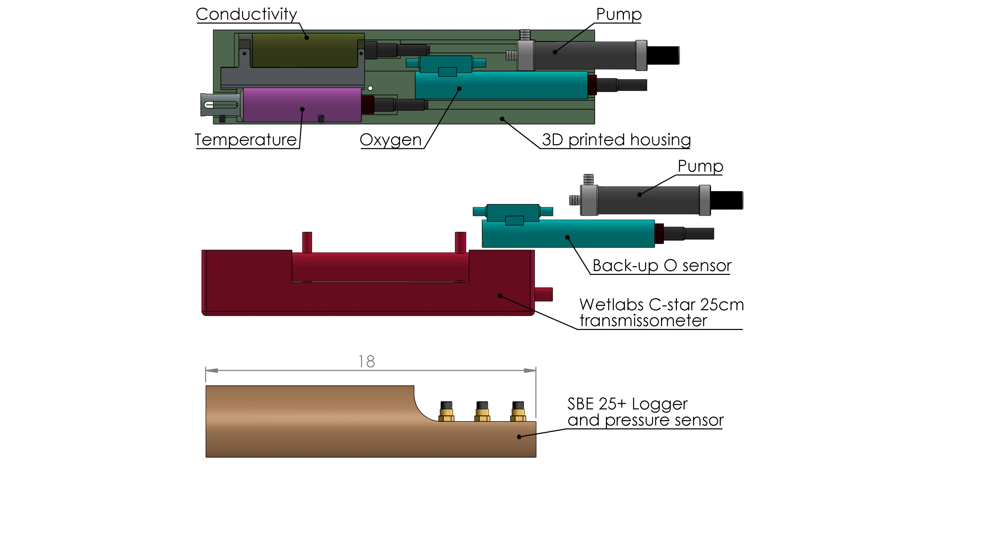 Conductivity
Pump
Temperature
Oxygen
3D printed housing
Pump
Back-up O sensor
Wetlabs C-star 25cm
transmissometer
18
SBE 25+ Logger
and pressure sensor